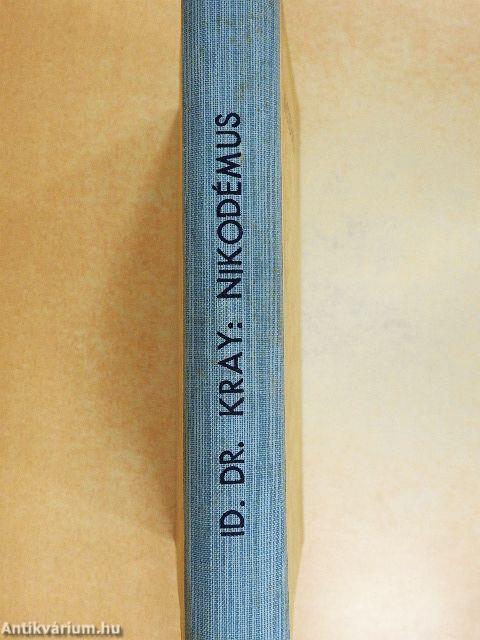 ID. DR. KRAY: NIKODÉMUS
Antikvárium.hu